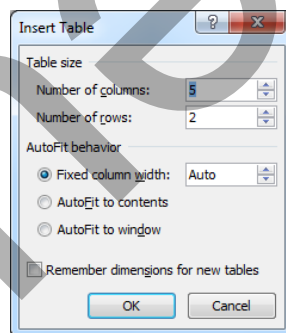 Insert Table
Table size
Number of columns: 5
Number of rows: 2
AutoFit behavior
Fixed column width: Auto
AutoFit to contents
AutoFit to window
Remember dimensions for new tables
OK Cancel